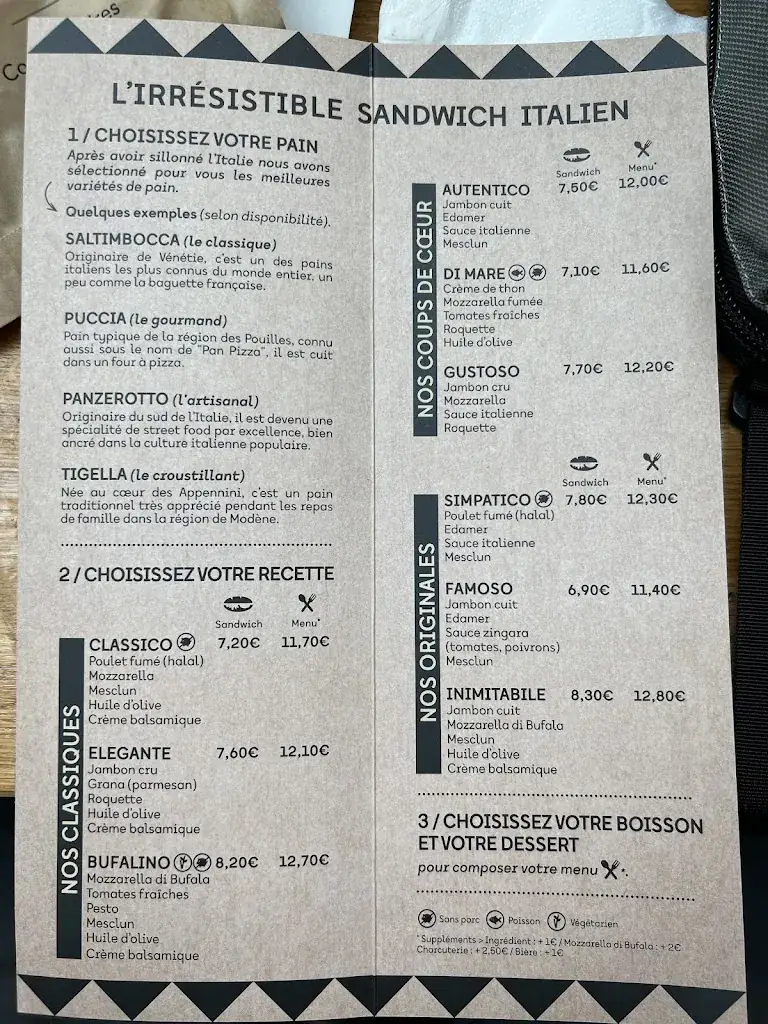 L'IRRÉSISTIBLE SANDWICH ITALIEN
1 / CHOISISSEZ VOTRE PAIN
Après avoir sillonné l'Italie nous avons
sélectionné pour vous les meilleures
variétés de pain.
Quelques exemples (selon disponibilité).
SALTIMBOCCA (le classique)
Originaire de Vénétie, c'est un des pains
italiens les plus connus du monde entier, un
peu comme la baguette française.
PUCCIA (le gourmand)
Pain typique de la région des Pouilles, connu
aussi sous le nom de "Pan Pizza", il est cuit
dans un four à pizza.
PANZEROTTO (l'artisanal)
Originaire du sud de l'Italie, il est devenu une
spécialité de street food par excellence, bien
ancré dans la culture italienne populaire.
TIGELLA (le croustillant)
Née au cœur des Appennini, c'est un pain
traditionnel très apprécié pendant les repas
de famille dans la région de Modène.
2 / CHOISISSEZ VOTRE RECETTE
Sandwich Menu*
NOS CLASSIQUES
CLASSICO 7,20€ 11,70€
Poulet fumé (halal)
Mozzarella
Mesclun
Huile d'olive
Crème balsamique
ELEGANTE 7,60€ 12,10€
Jambon cru
Grana (parmesan)
Roquette
Huile d'olive
Crème balsamique
BUFALINO 8,20€ 12,70€
Mozzarella di Bufala
Tomates fraîches
Pesto
Mesclun
Huile d'olive
Crème balsamique
Sandwich Menu*
NOS COUPS DE CŒUR
AUTENTICO 7,50€ 12,00€
Jambon cuit
Edamer
Sauce italienne
Mesclun
DI MARE 7,10€ 11,60€
Crème de thon
Mozzarella fumée
Tomates fraîches
Roquette
Huile d'olive
GUSTOSO 7,70€ 12,20€
Jambon cru
Mozzarella
Sauce italienne
Roquette
Sandwich Menu*
NOS ORIGINALES
SIMPATICO 7,80€ 12,30€
Poulet fumé (halal)
Edamer
Sauce italienne
Mesclun
FAMOSO 6,90€ 11,40€
Jambon cuit
Edamer
Sauce zingara
(tomates, poivrons)
Mesclun
INIMITABILE 8,30€ 12,80€
Jambon cuit
Mozzarella di Bufala
Mesclun
Huile d'olive
Crème balsamique
3 / CHOISISSEZ VOTRE BOISSON
ET VOTRE DESSERT
pour composer votre menu
Sans porc Poisson Végétarien
*Suppléments > Ingrédient : +1€ / Mozzarella di Bufala : +2€
Charcuterie : +2,50€ / Bière : +1€